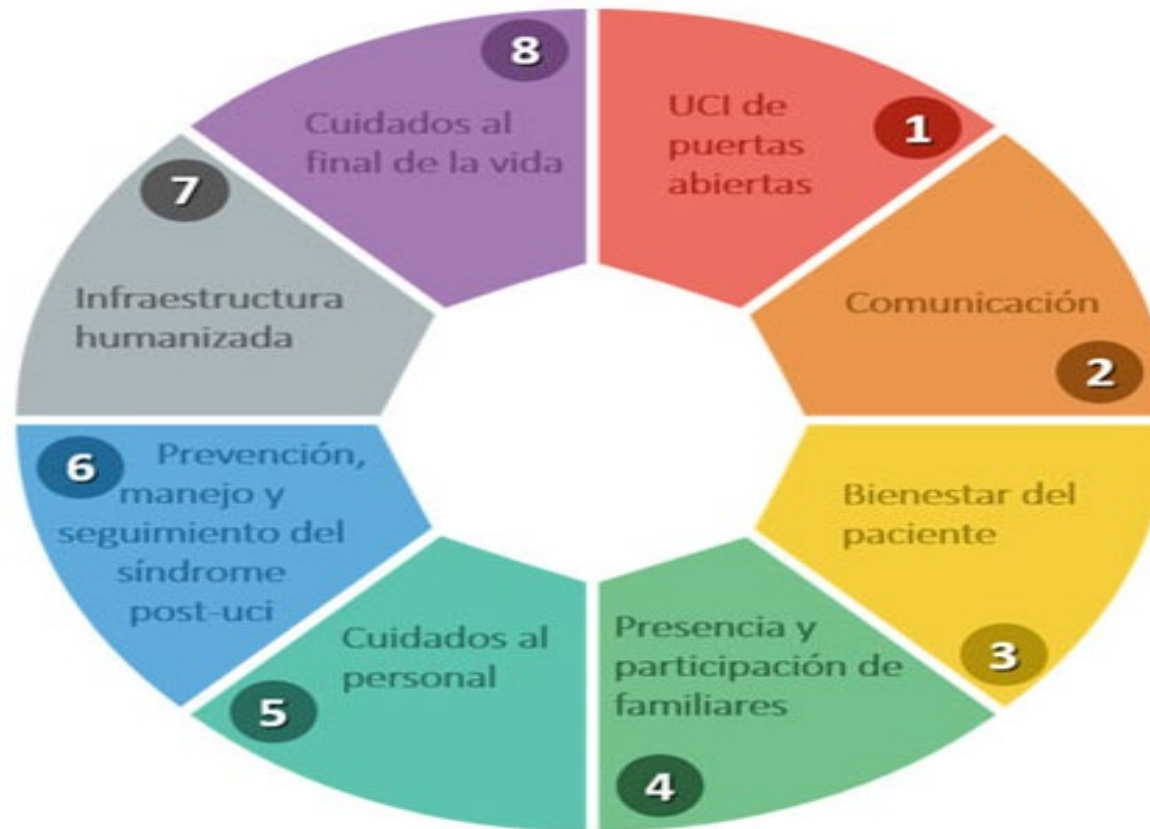 1
UCI de
puertas
abiertas
2
Comunicación
3
Bienestar del
paciente
4
Presencia y
participación de
familiares
5
Cuidados al
personal
6
Prevención,
manejo y
seguimiento del
síndrome
post-uci
7
Infraestructura
humanizada
8
Cuidados al
final de la vida